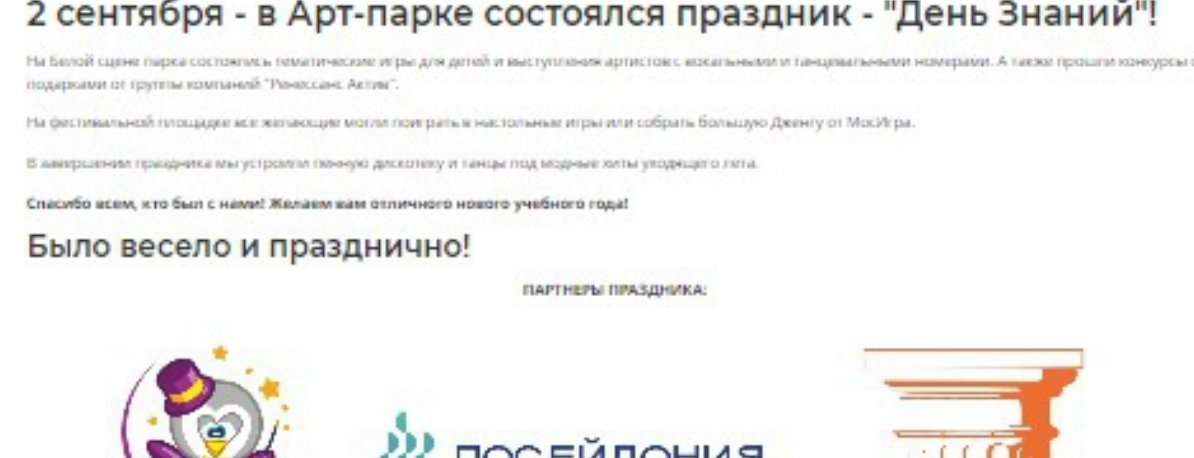 2 сентября - в Арт-парке состоялся праздник - "День Знаний"!
На Белой сцене парка состоялись тематические игры для детей и выступления артистов с вокальными и танцевальными номерами. А также прошли конкурсы с
подарками от группы компаний "Ренессанс Актив".
На фестивальной площадке все желающие могли поиграть в настольные игры или собрать большую Дженгу от МосИгра.
В завершении праздника мы устроили пенную дискотеку и танцы под модные хиты уходящего лета.
Спасибо всем, кто был с нами! Желаем вам отличного нового учебного года!
Было весело и празднично!
ПАРТНЕРЫ ПРАЗДНИКА:
ПОСЕЙДОНИЯ